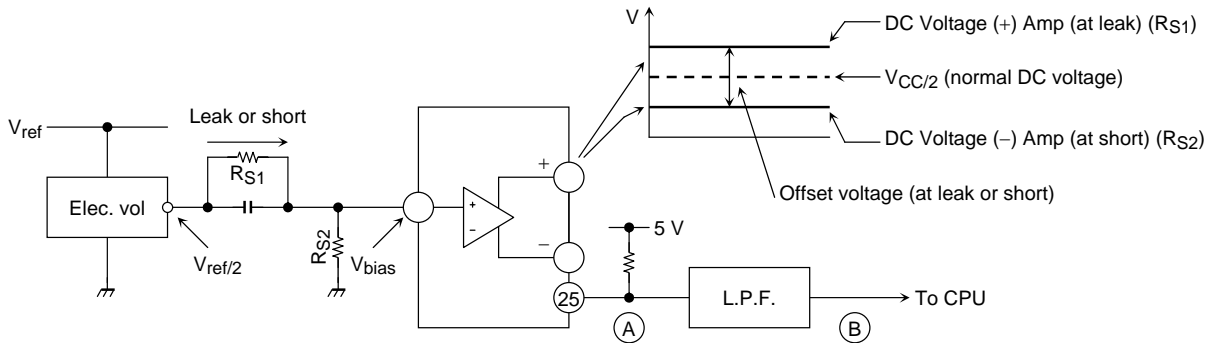 V
DC Voltage (+) Amp (at leak) (RS1)
VCC/2 (normal DC voltage)
DC Voltage (−) Amp (at short) (RS2)
Offset voltage (at leak or short)
Leak or short
Vref
RS1
Elec. vol
Vref/2
RS2
Vbias
+
−
+
−
5 V
25
A
L.P.F.
B
To CPU